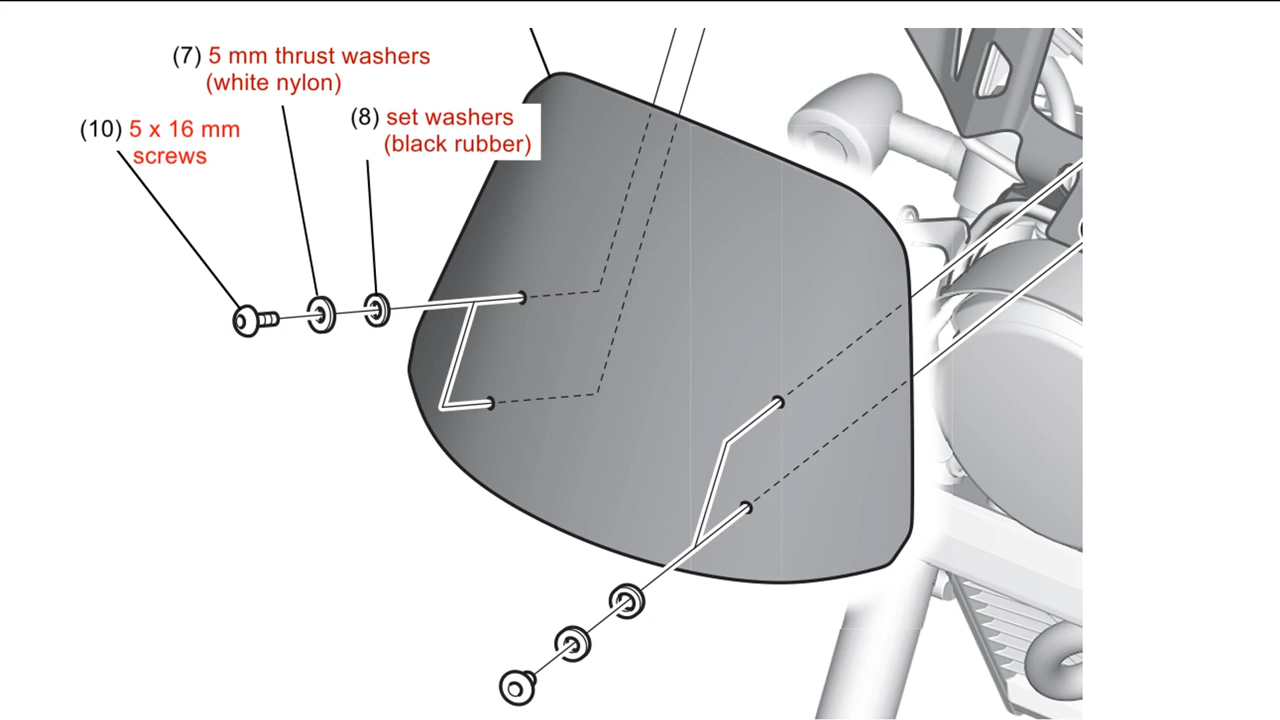 (7) 5 mm thrust washers
(white nylon)
(10) 5 x 16 mm
screws
(8) set washers
(black rubber)